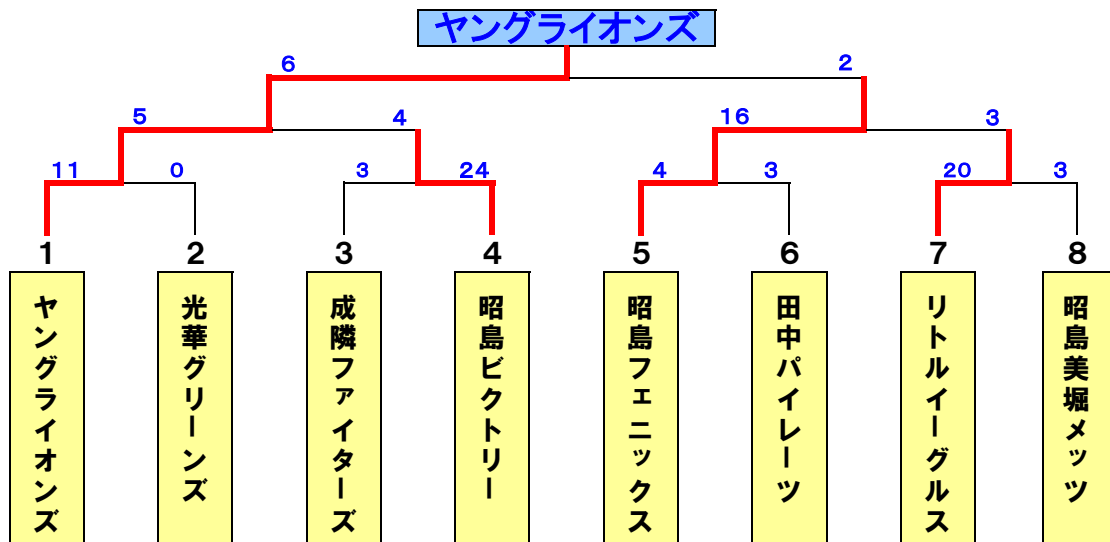 ヤングライオンズ
6 2
5 4 16 3
11 0 3 24 4 3 20 3
1 2 3 4 5 6 7 8
ヤングライオンズ
光華グリーンズ
成隣ファイターズ
昭島ビクトリー
昭島フェニックス
田中パイレーツ
リトルイーグルス
昭島美堀メッツ